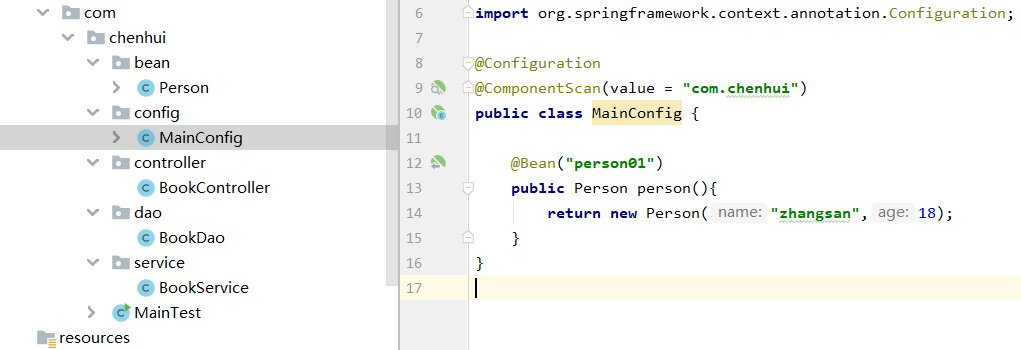 com
chenhui
bean
Person
config
MainConfig
controller
BookController
dao
BookDao
service
BookService
MainTest
resources
6 import org.springframework.context.annotation.Configuration;
7
8 @Configuration
9 @ComponentScan(value = "com.chenhui")
10 public class MainConfig {
11
12 @Bean("person01")
13 public Person person(){
14 return new Person( name: "zhangsan", age: 18);
15 }
16 }
17